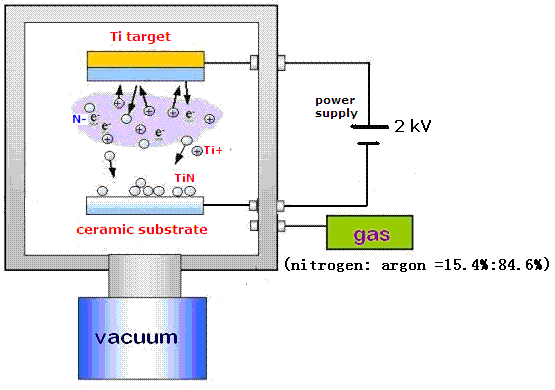 Ti target
power
supply
2 kV
N-
e-
e-
e-
Ti+
TiN
ceramic substrate
gas
(nitrogen: argon =15.4%:84.6%)
vacuum